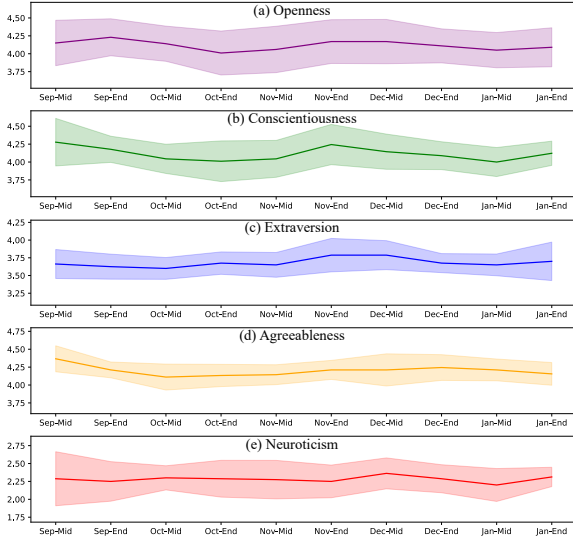 (a) Openness
4,50
4,25
4,00
3,75
Sep–Mid Sep–End Oct–Mid Oct–End Nov–Mid Nov–End Dec–Mid Dec–End Jan–Mid Jan–End
(b) Conscientiousness
4,50
4,25
4,00
3,75
Sep–Mid Sep–End Oct–Mid Oct–End Nov–Mid Nov–End Dec–Mid Dec–End Jan–Mid Jan–End
(c) Extraversion
4,00
3,75
3,50
3,25
Sep–Mid Sep–End Oct–Mid Oct–End Nov–Mid Nov–End Dec–Mid Dec–End Jan–Mid Jan–End
(d) Agreeableness
4,75
4,50
4,25
4,00
3,75
Sep–Mid Sep–End Oct–Mid Oct–End Nov–Mid Nov–End Dec–Mid Dec–End Jan–Mid Jan–End
(e) Neuroticism
2,75
2,50
2,25
2,00
1,75
Sep–Mid Sep–End Oct–Mid Oct–End Nov–Mid Nov–End Dec–Mid Dec–End Jan–Mid Jan–End